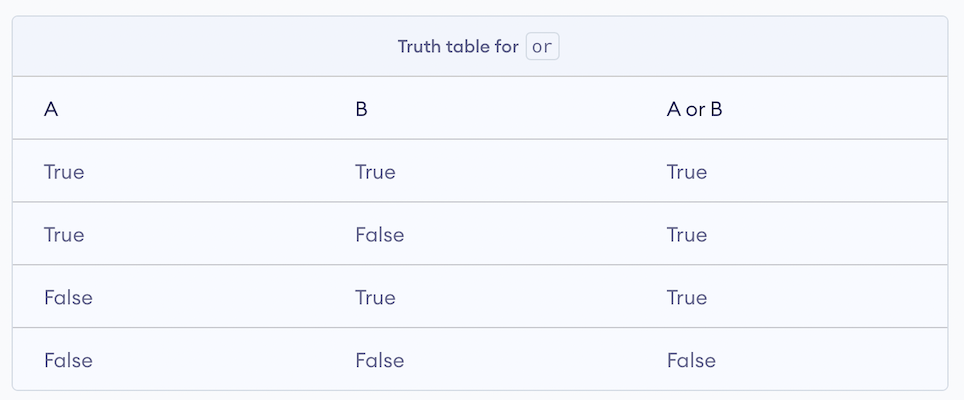 Truth table for or
A B A or B
True True True
True False True
False True True
False False False